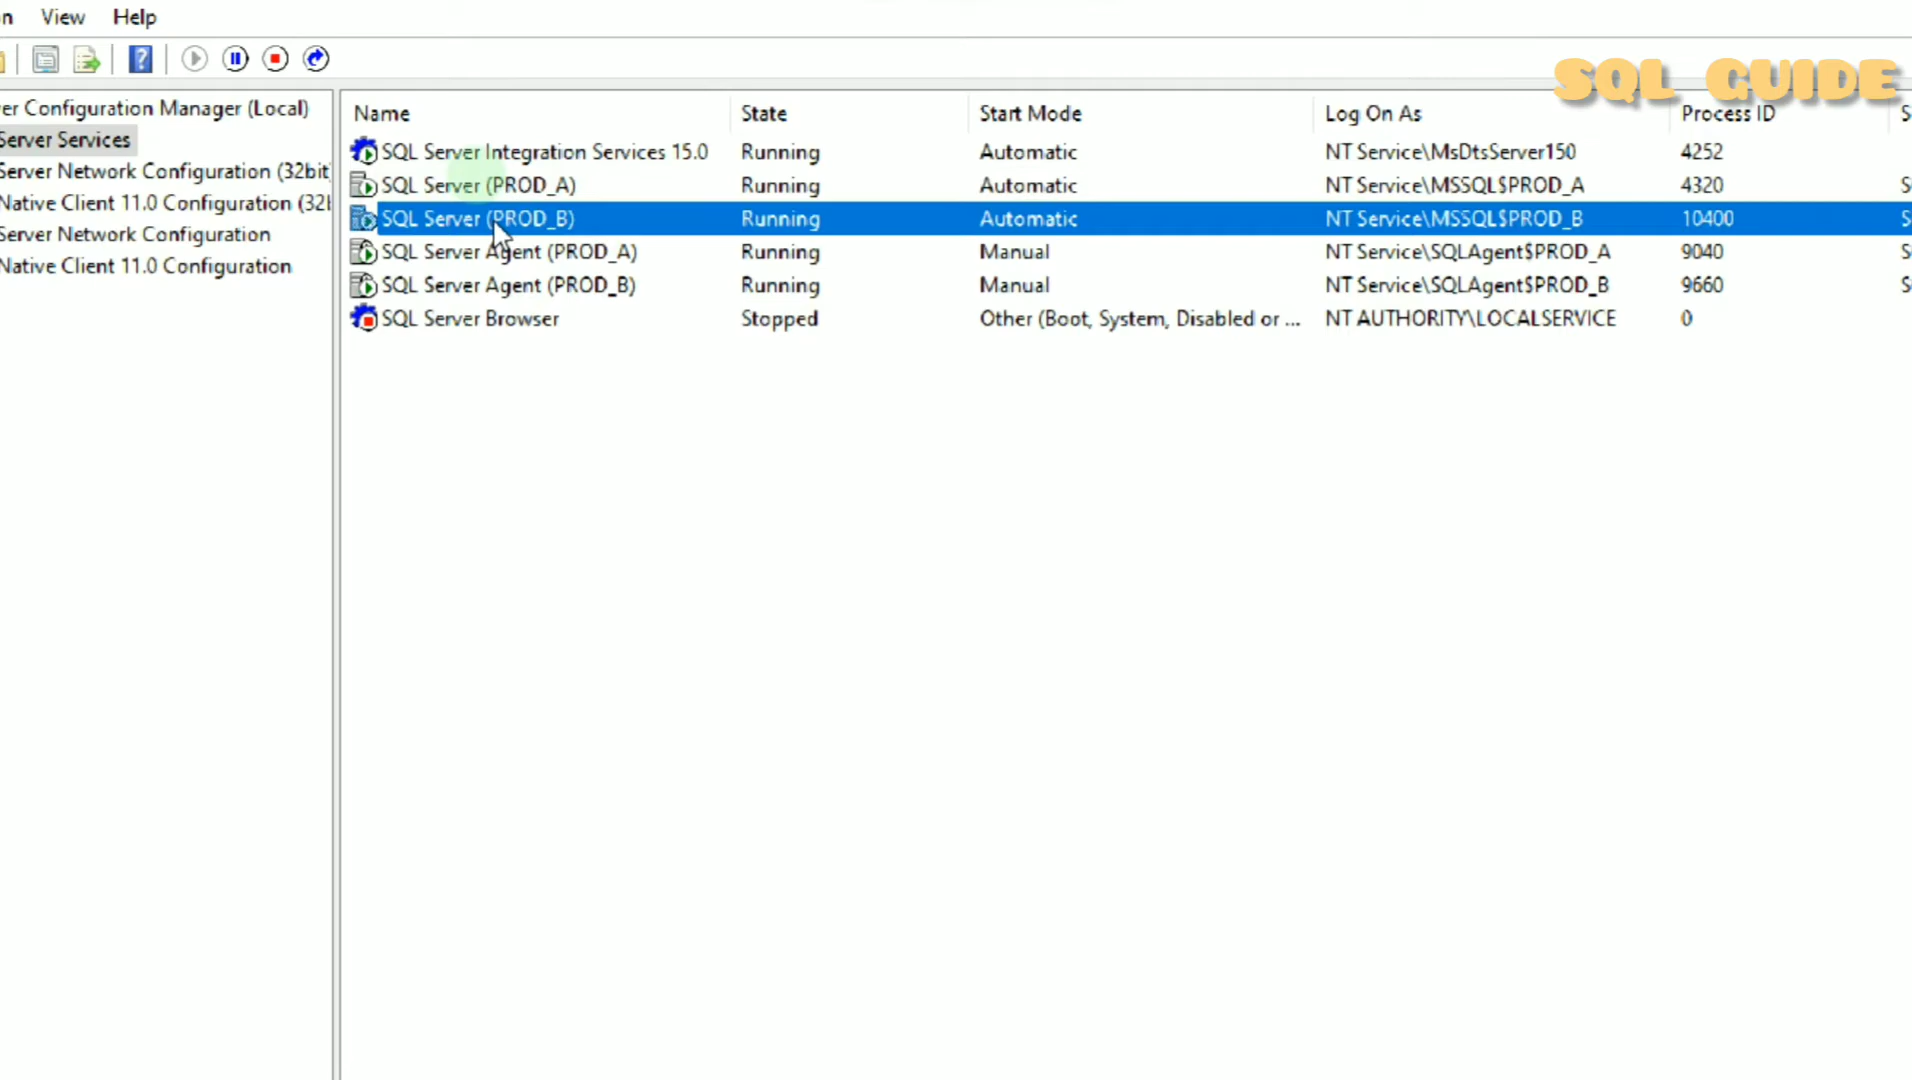 n View Help
SQL GUIDE
er Configuration Manager (Local)
Server Services
Server Network Configuration (32bit
Native Client 11.0 Configuration (32l
Server Network Configuration
Native Client 11.0 Configuration
Name State Start Mode Log On As Process ID S
SQL Server Integration Services 15.0 Running Automatic NT Service\MsDtsServer150 4252
SQL Server (PROD_A) Running Automatic NT Service\MSSQL$PROD_A 4320 S
SQL Server (PROD_B) Running Automatic NT Service\MSSQL$PROD_B 10400 S
SQL Server Agent (PROD_A) Running Manual NT Service\SQLAgent$PROD_A 9040 S
SQL Server Agent (PROD_B) Running Manual NT Service\SQLAgent$PROD_B 9660 S
SQL Server Browser Stopped Other (Boot, System, Disabled or ... NT AUTHORITY\LOCALSERVICE 0